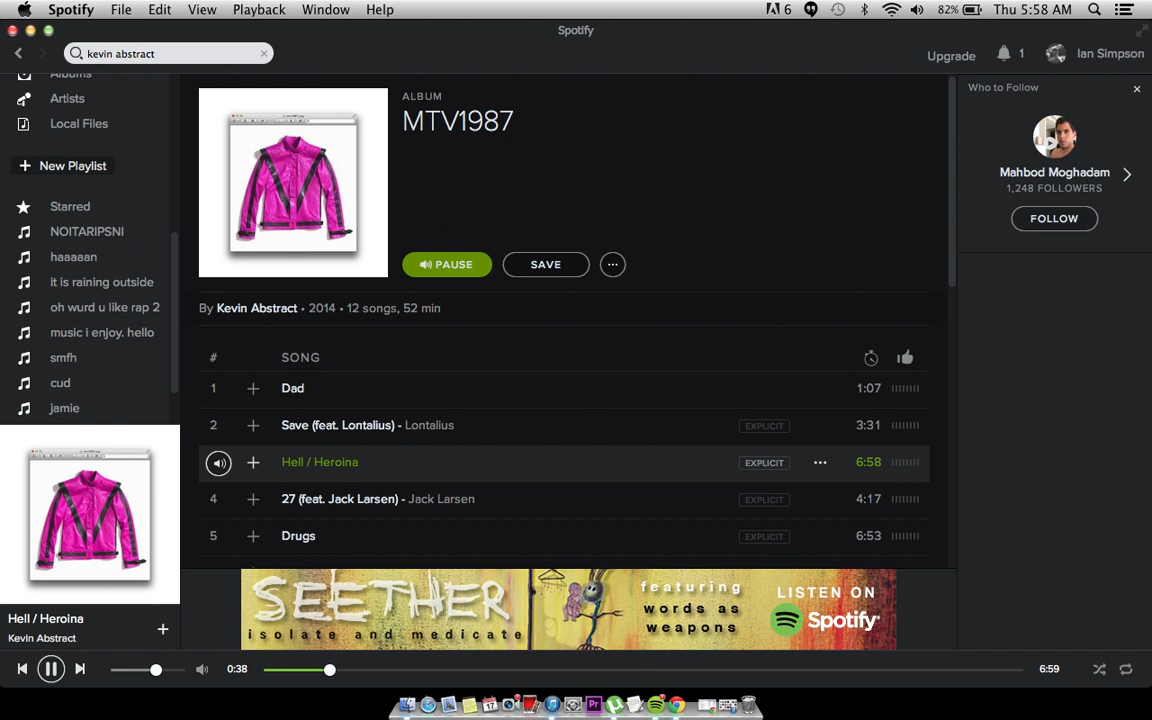 Spotify File Edit View Playback Window Help
6 82% Thu 5:58 AM
Spotify
kevin abstract
Upgrade 1 Ian Simpson
Albums
Artists
Local Files
New Playlist
Starred
NOITARIPSNI
haaaaan
it is raining outside
oh wurd u like rap 2
music i enjoy. hello
smfh
cud
jamie
ALBUM
MTV1987
PAUSE SAVE
By Kevin Abstract • 2014 • 12 songs, 52 min
# SONG
1 Dad 1:07
2 Save (feat. Lontalius) - Lontalius EXPLICIT 3:31
Hell / Heroina EXPLICIT 6:58
4 27 (feat. Jack Larsen) - Jack Larsen EXPLICIT 4:17
5 Drugs EXPLICIT 6:53
Who to Follow
Mahbod Moghadam
1,248 FOLLOWERS
FOLLOW
SEETHER
isolate and medicate
featuring
words as
weapons
LISTEN ON
Spotify
Hell / Heroina
Kevin Abstract
0:38 6:59
17
Pr